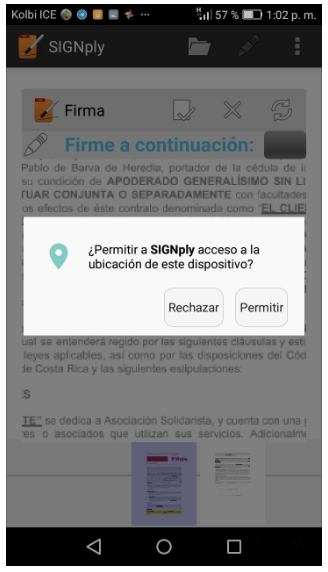 Kolbi ICE ... 57 % 1:02 p. m.
SIGNply
Firma
Firme a continuación:
Pablo de Barva de Heredia, portador de la cédula de
su condición de APODERADO GENERALÍSIMO SIN LI
TUAR CONJUNTA O SEPARADAMENTE con facultades
os efectos de éste contrato denominada como "EL CLIE
¿Permitir a SIGNply acceso a la
ubicación de este dispositivo?
Rechazar Permitir
ual se entenderá regido por las siguientes cláusulas y esti
leyes aplicables, así como por las disposiciones del Cód
de Costa Rica y las siguientes estipulaciones:
S
TE" se dedica a Asociación Solidarista, y cuenta con una
res o asociados que utilizan sus servicios. Adicionalm